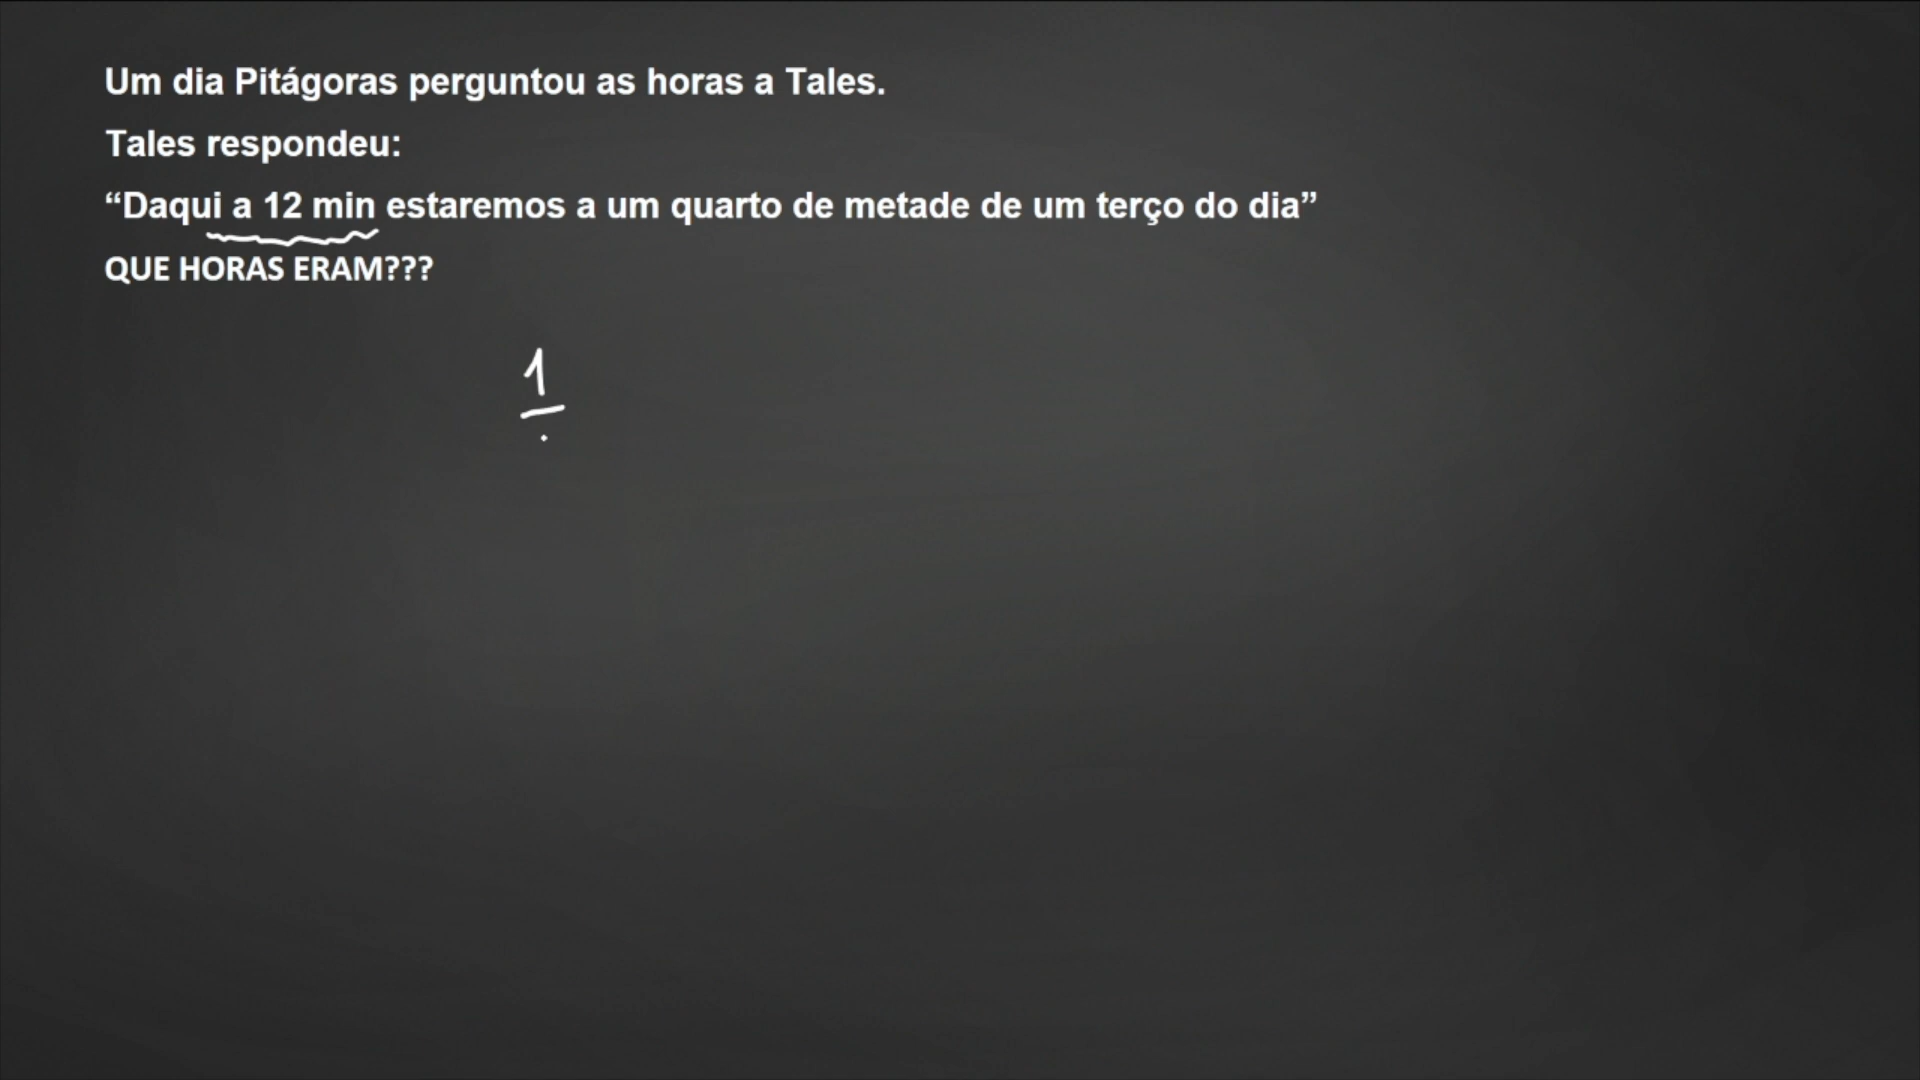 Um dia Pitágoras perguntou as horas a Tales.
Tales respondeu:
“Daqui a 12 min estaremos a um quarto de metade de um terço do dia”
QUE HORAS ERAM???
1